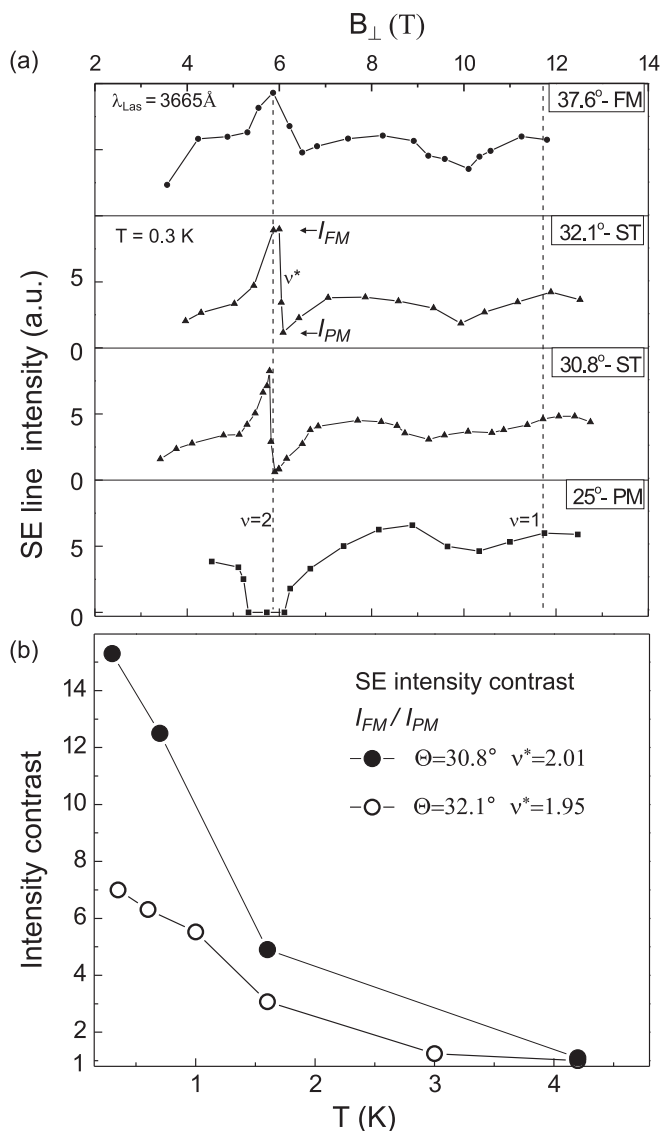 B⊥ (T)
(a)
2 4 6 8 10 12 14
λLas = 3665Å
37.6°- FM
T = 0.3 K
IFM
32.1°- ST
ν*
5
IPM
0
30.8°- ST
5
0
25°- PM
ν=2
ν=1
5
0
SE line intensity (a.u.)
(b)
SE intensity contrast
IFM / IPM
Θ=30.8° ν*=2.01
Θ=32.1° ν*=1.95
14
12
10
8
6
4
2
1
Intensity contrast
1 2 3 4
T (K)